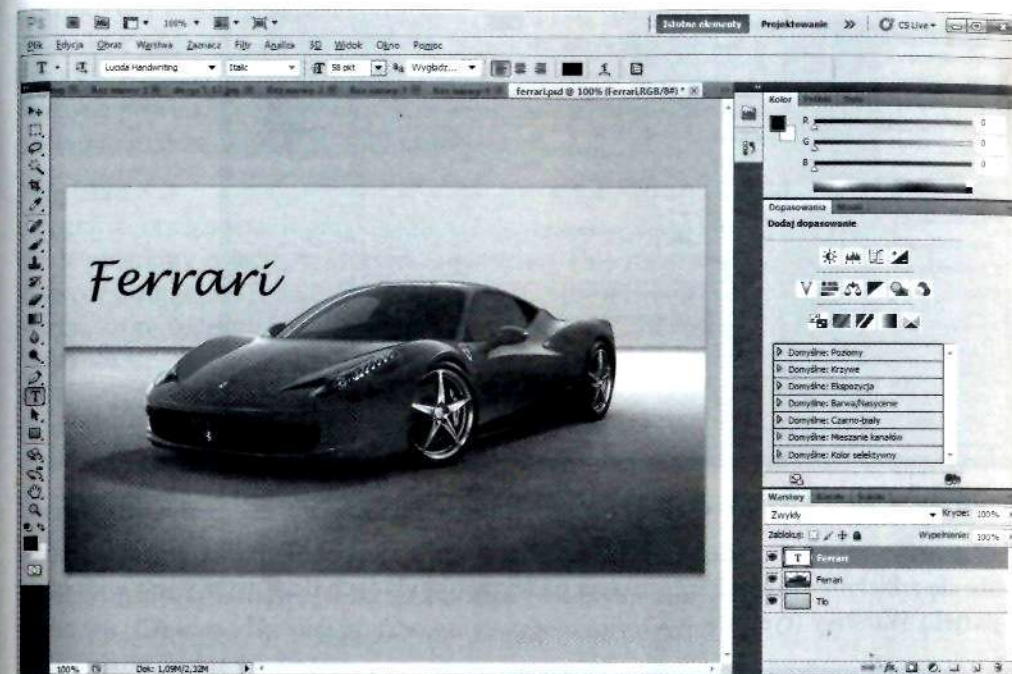 Ps 100% Istotne elementy Projektowanie >> CS Live
Plik Edycja Obraz Warstwa Zaznacz Filtr Analiza 3D Widok Okno Pomoc
T Lucida Handwriting Italic 58 pkt Wygładz...
ferrari.psd @ 100% (Ferrari,RGB/8#) *
Kolor
R 0
G 0
B 0
Ferrari
Dopasowania
Dodaj dopasowanie
Domyślne: Poziomy
Domyślne: Krzywe
Domyślne: Ekspozycja
Domyślne: Barwa/Nasycenie
Domyślne: Czarno-biały
Domyślne: Mieszanie kanałów
Domyślne: Kolor selektywny
Warstwy
Zwykły Krycie: 100%
Zablokuj: Wypełnienie: 100%
T Ferrari
Ferrari
Tło
100% Dok: 1,09M/2,32M